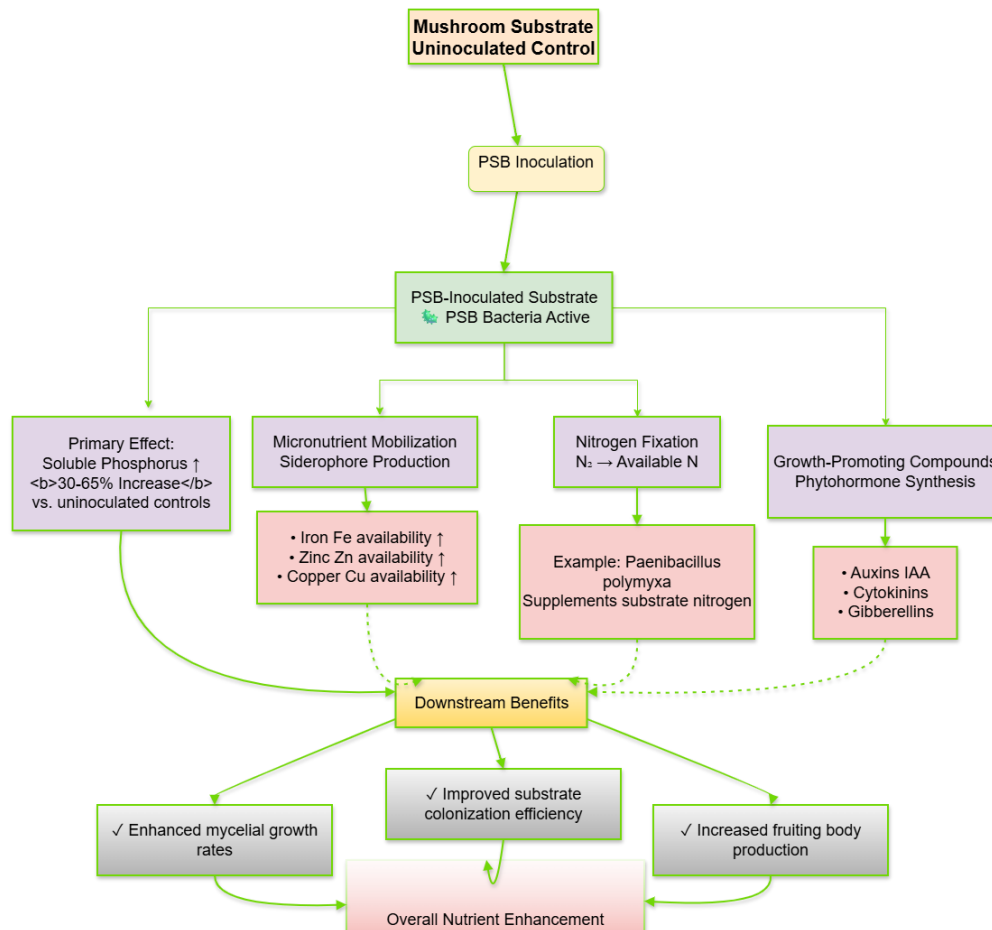 Mushroom Substrate
Uninoculated Control
PSB Inoculation
PSB-Inoculated Substrate
🦠 PSB Bacteria Active
Primary Effect:
Soluble Phosphorus ↑
<b>30-65% Increase</b>
vs. uninoculated controls
Micronutrient Mobilization
Siderophore Production
Nitrogen Fixation
N₂ → Available N
Growth-Promoting Compounds
Phytohormone Synthesis
• Iron Fe availability ↑
• Zinc Zn availability ↑
• Copper Cu availability ↑
Example: Paenibacillus
polymyxa
Supplements substrate nitrogen
• Auxins IAA
• Cytokinins
• Gibberellins
Downstream Benefits
✓ Enhanced mycelial growth
rates
✓ Improved substrate
colonization efficiency
✓ Increased fruiting body
production
Overall Nutrient Enhancement